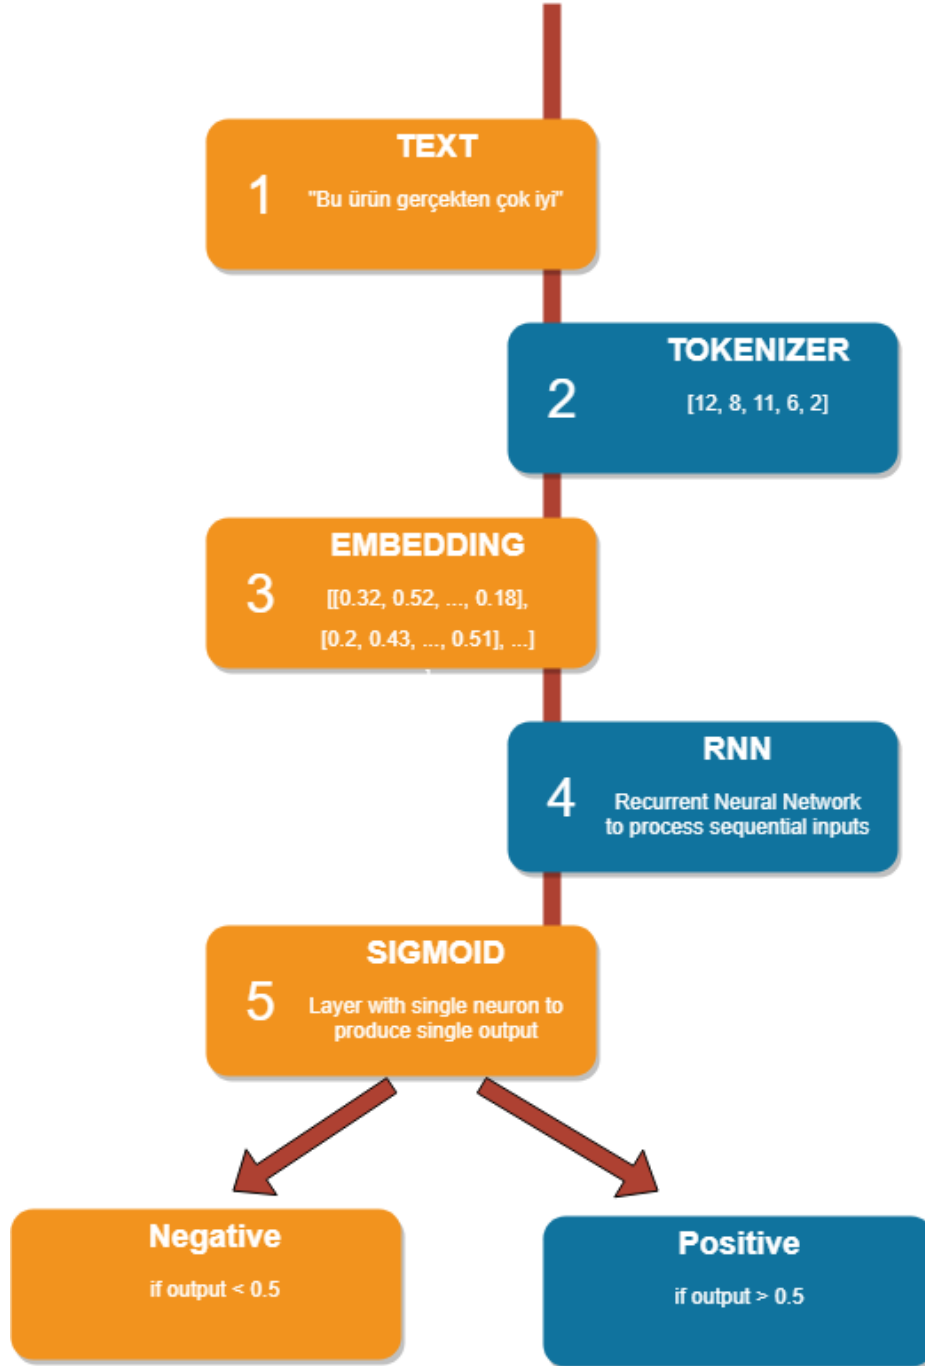 TEXT
1
"Bu ürün gerçekten çok iyi"
TOKENIZER
2
[12, 8, 11, 6, 2]
EMBEDDING
3
[[0.32, 0.52, ..., 0.18],
[0.2, 0.43, ..., 0.51], ...]
RNN
4
Recurrent Neural Network
to process sequential inputs
SIGMOID
5
Layer with single neuron to
produce single output
Negative
if output < 0.5
Positive
if output > 0.5